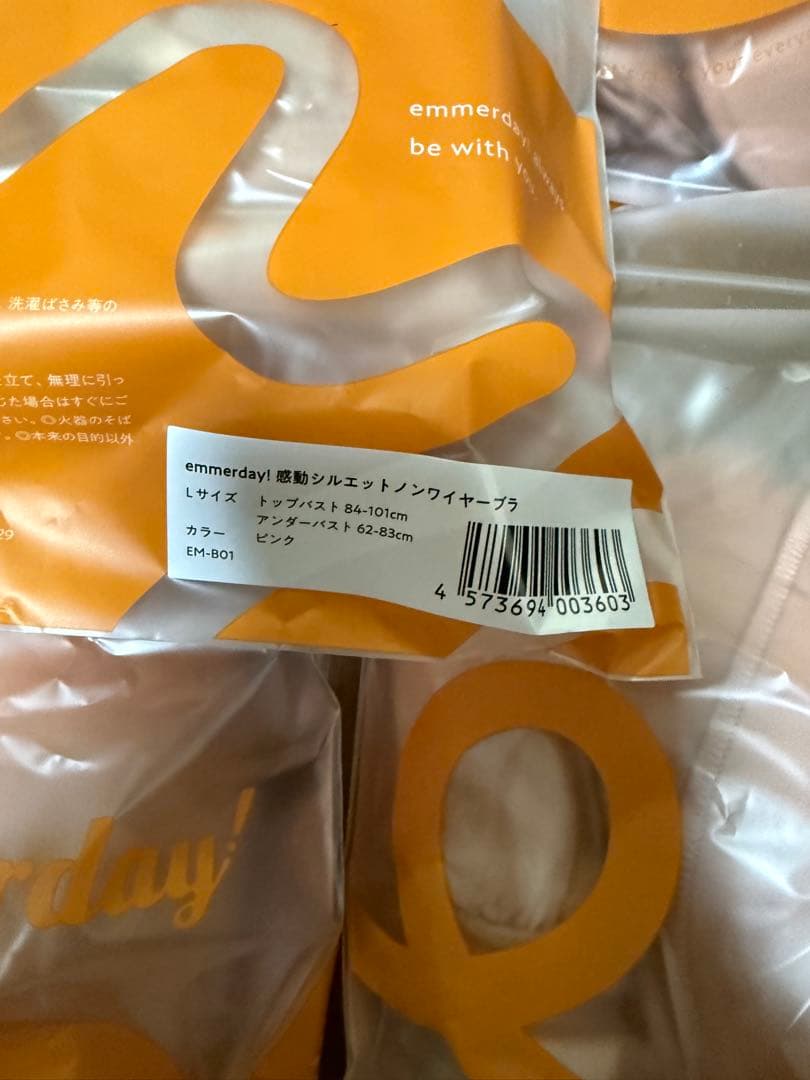 your every
emmerday! always
be with you
洗濯ばさみ等の
立て、無理に引っ
た場合はすぐにご
さい。◎火器のそば
。◎本来の目的以外
29
emmerday! 感動シルエットノンワイヤーブラ
Lサイズ トップバスト 84-101cm
アンダーバスト 62-83cm
カラー ピンク
EM-B01
4 573694 003603
rday!